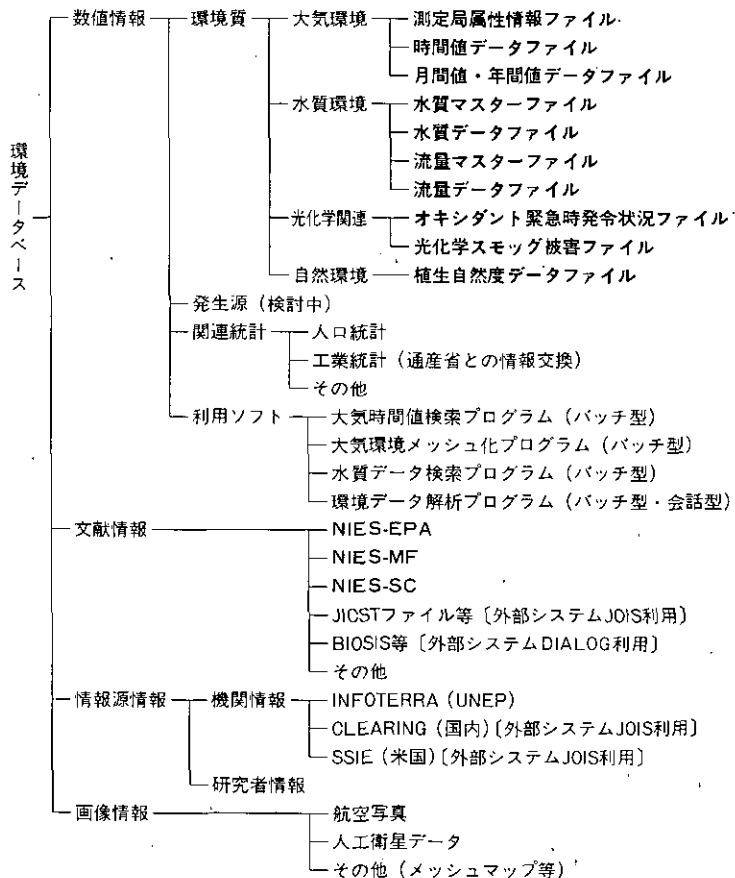 数値情報 環境質 大気環境 測定局属性情報ファイル
時間値データファイル
月間値・年間値データファイル
水質環境 水質マスターファイル
水質データファイル
流量マスターファイル
流量データファイル
環境データベース
光化学関連 オキシダント緊急時発令状況ファイル
光化学スモッグ被害ファイル
自然環境 植生自然度データファイル
発生源（検討中）
関連統計 人口統計
工業統計（通産省との情報交換）
その他
利用ソフト 大気時間値検索プログラム（バッチ型）
大気環境メッシュ化プログラム（バッチ型）
水質データ検索プログラム（バッチ型）
環境データ解析プログラム（バッチ型・会話型）
文献情報 NIES-EPA
NIES-MF
NIES-SC
JICSTファイル等〔外部システムJOIS利用〕
BIOSIS等〔外部システムDIALOG利用〕
その他
情報源情報 機関情報 INFOTERRA（UNEP）
CLEARING（国内）〔外部システムJOIS利用〕
SSIE（米国）〔外部システムJOIS利用〕
研究者情報
画像情報 航空写真
人工衛星データ
その他（メッシュマップ等）